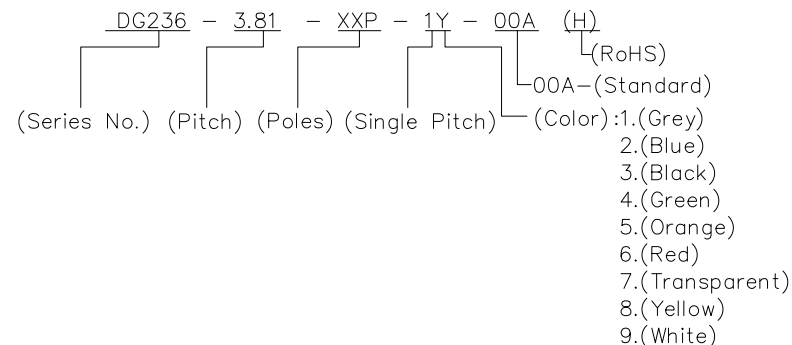 DG236 - 3.81 - XXP - 1Y - 00A (H)
(RoHS)
00A-(Standard)
(Series No.) (Pitch) (Poles) (Single Pitch) (Color):1.(Grey)
2.(Blue)
3.(Black)
4.(Green)
5.(Orange)
6.(Red)
7.(Transparent)
8.(Yellow)
9.(White)